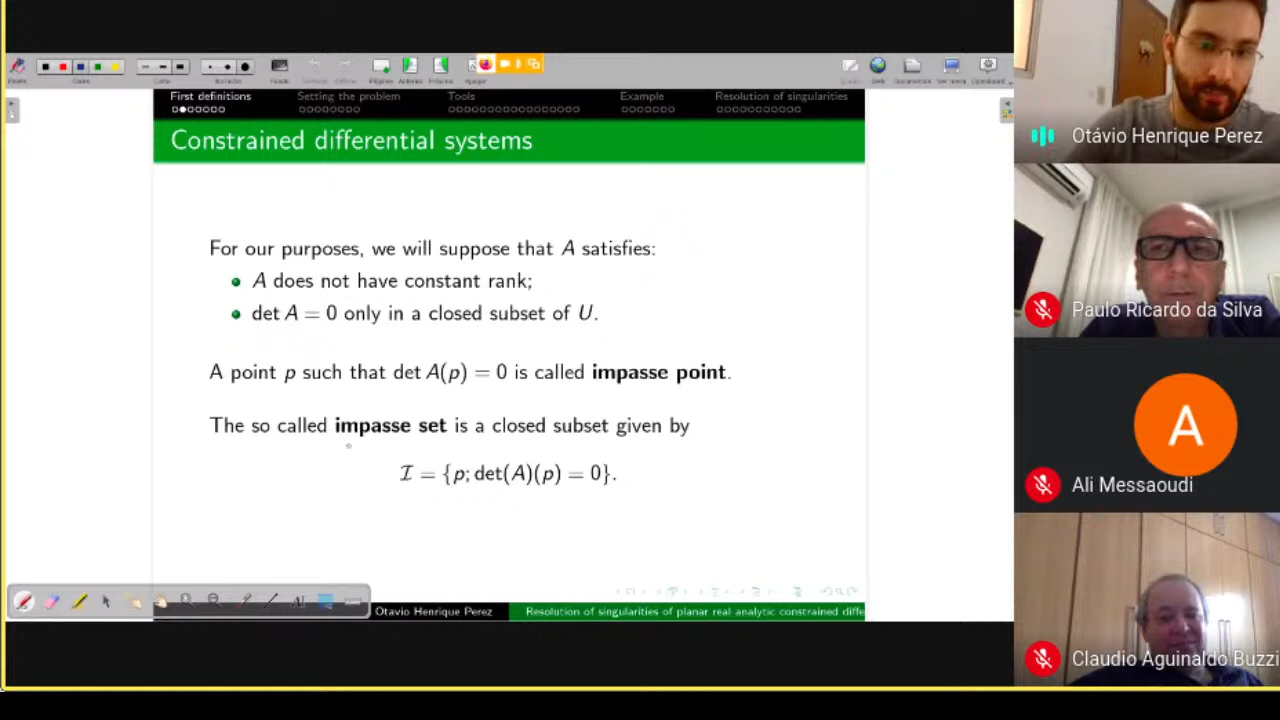 First definitions
Setting the problem
Tools
Example
Resolution of singularities
Constrained differential systems
For our purposes, we will suppose that A satisfies:
A does not have constant rank;
det A = 0 only in a closed subset of U.
A point p such that det A(p) = 0 is called impasse point.
The so called impasse set is a closed subset given by
I = {p; det(A)(p) = 0}.
Otavio Henrique Perez
Resolution of singularities of planar real analytic constrained diffe
Otávio Henrique Perez
Paulo Ricardo da Silva
A
Ali Messaoudi
Claudio Aguinaldo Buzzi